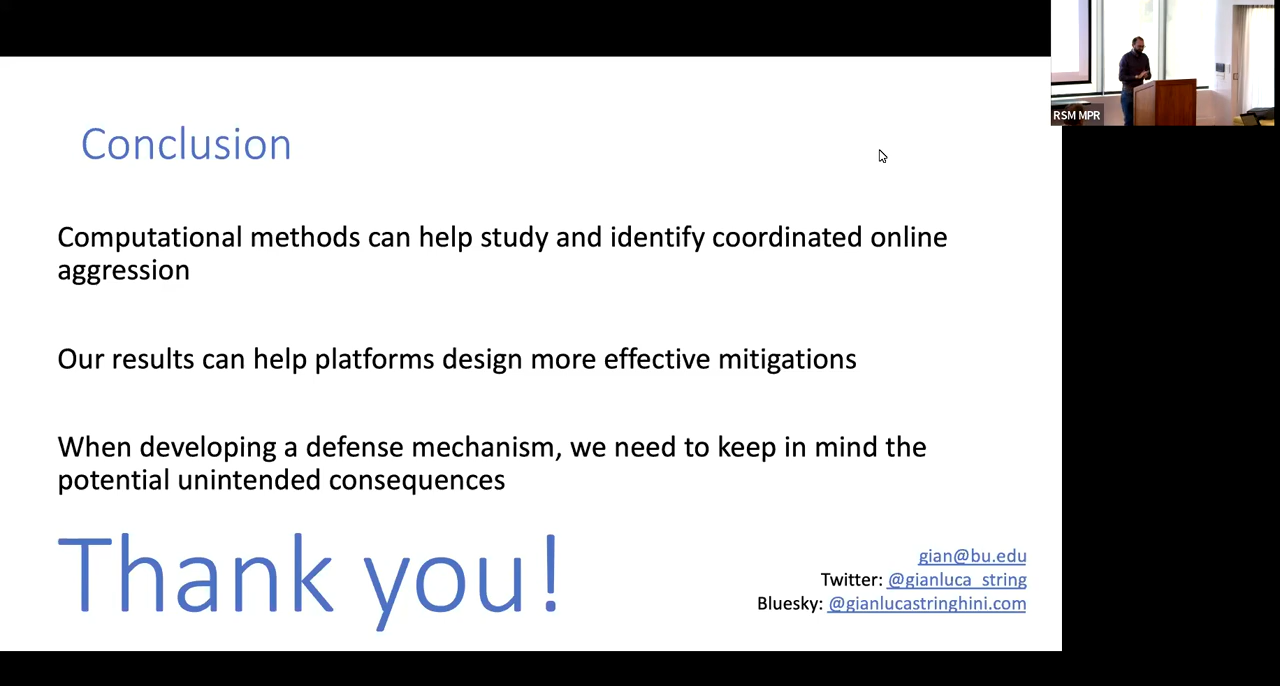 RSM MPR
Conclusion
Computational methods can help study and identify coordinated online
aggression
Our results can help platforms design more effective mitigations
When developing a defense mechanism, we need to keep in mind the
potential unintended consequences
Thank you!
gian@bu.edu
Twitter: @gianluca_string
Bluesky: @gianlucastringhini.com